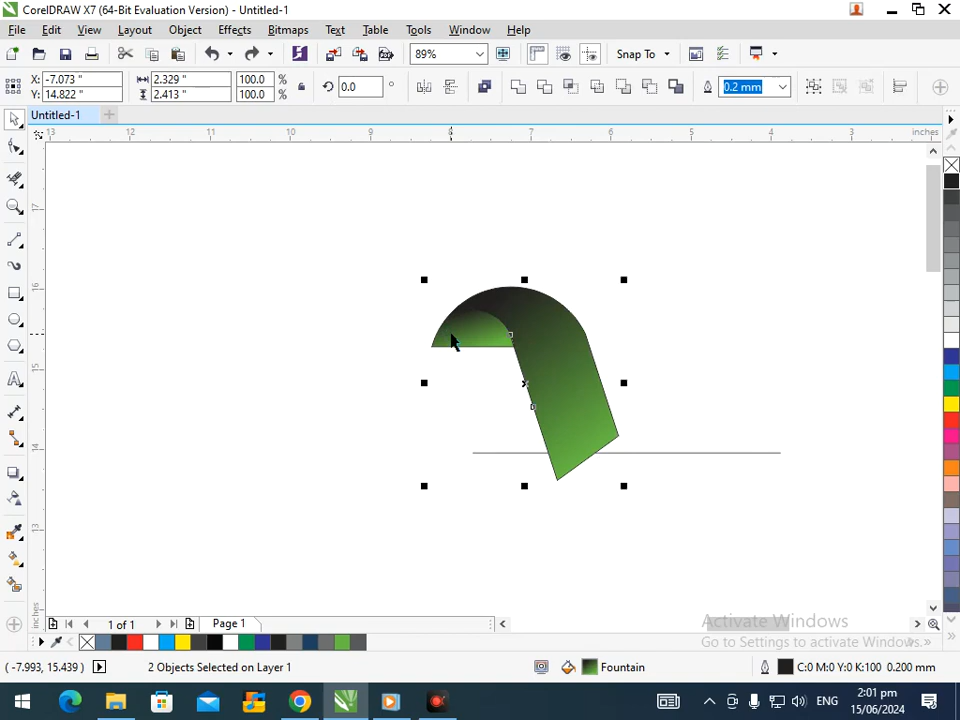 CorelDRAW X7 (64-Bit Evaluation Version) - Untitled-1
File Edit View Layout Object Effects Bitmaps Text Table Tools Window Help
89% Snap To
X: -7.073 " 2.329 " 100.0 % 0.0 ° 0.2 mm
Y: 14.822 " 2.413 " 100.0 %
Untitled-1
13 12 11 10 9 8 7 6 5 4 3 inches
17
16
15
14
13
inches
1 of 1 Page 1
Activate Windows
Go to Settings to activate Windows.
( -7.993, 15.439 ) 2 Objects Selected on Layer 1 Fountain C:0 M:0 Y:0 K:100 0.200 mm
ENG 2:01 pm
15/06/2024